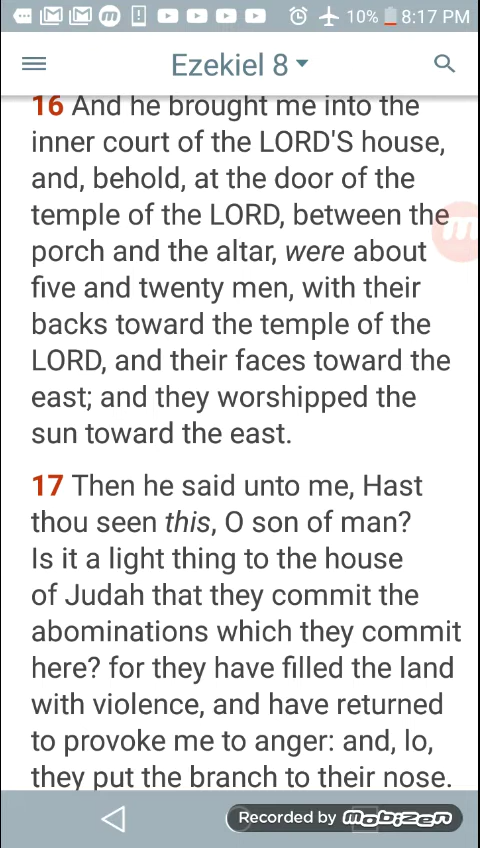 10% 8:17 PM
Ezekiel 8
16 And he brought me into the
inner court of the LORD'S house,
and, behold, at the door of the
temple of the LORD, between the
porch and the altar, were about
five and twenty men, with their
backs toward the temple of the
LORD, and their faces toward the
east; and they worshipped the
sun toward the east.
17 Then he said unto me, Hast
thou seen this, O son of man?
Is it a light thing to the house
of Judah that they commit the
abominations which they commit
here? for they have filled the land
with violence, and have returned
to provoke me to anger: and, lo,
they put the branch to their nose.
Recorded by mobizen